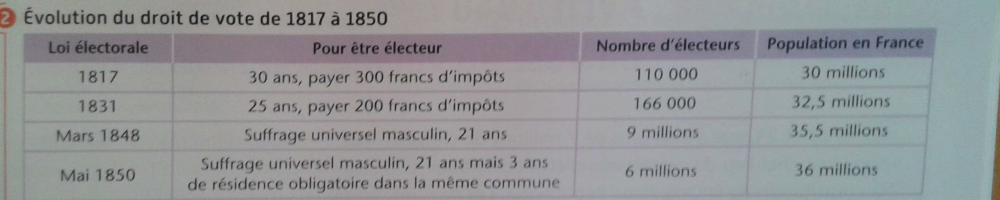 2 Évolution du droit de vote de 1817 à 1850
Loi électorale Pour être électeur Nombre d'électeurs Population en France
1817 30 ans, payer 300 francs d'impôts 110 000 30 millions
1831 25 ans, payer 200 francs d'impôts 166 000 32,5 millions
Mars 1848 Suffrage universel masculin, 21 ans 9 millions 35,5 millions
Mai 1850 Suffrage universel masculin, 21 ans mais 3 ans
de résidence obligatoire dans la même commune 6 millions 36 millions